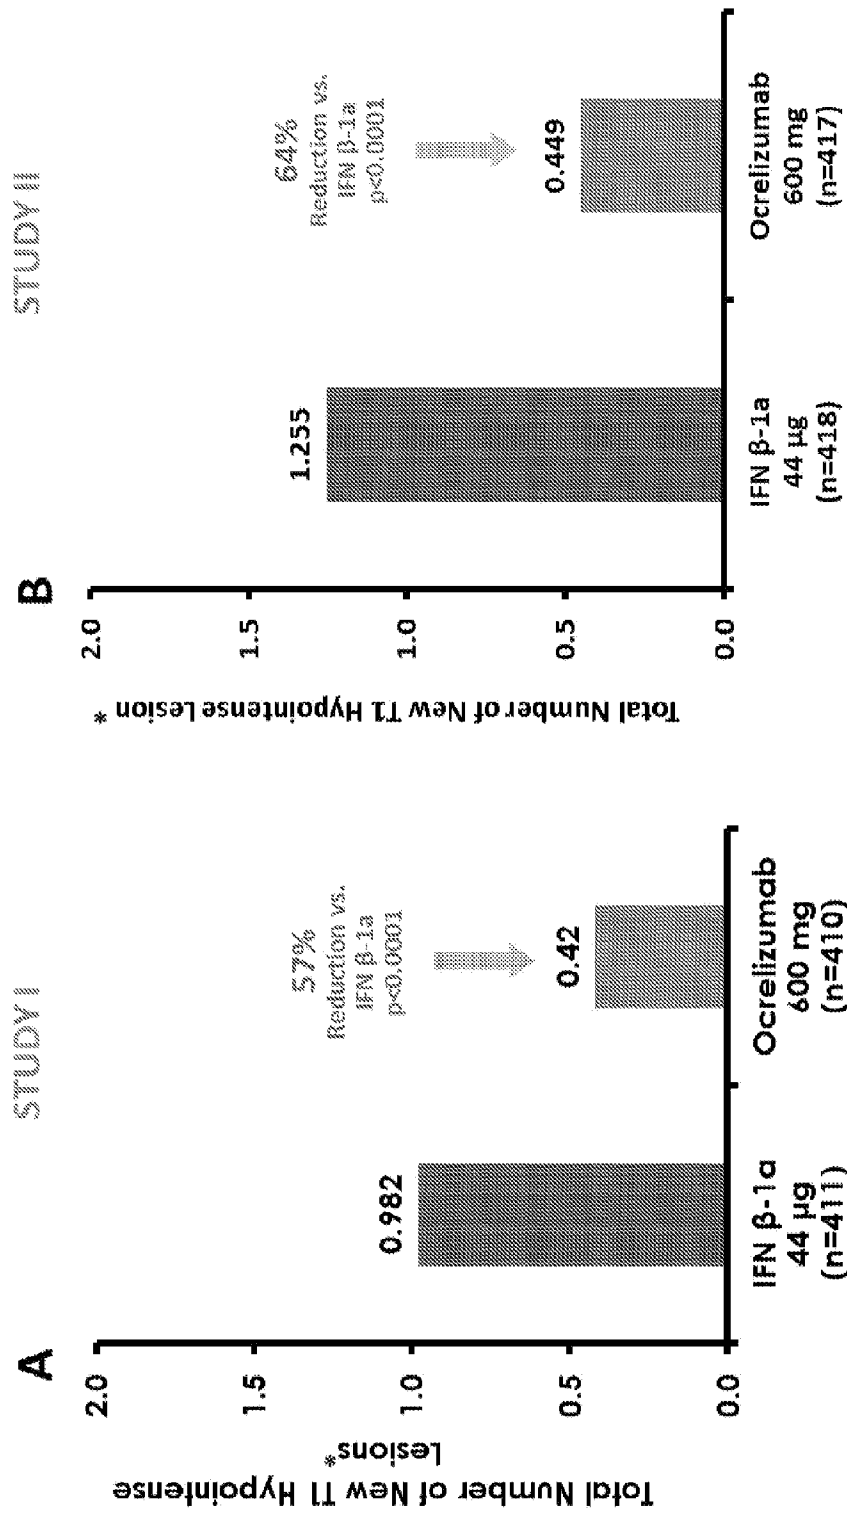 A
STUDY I
Total Number of New T1 Hypointense
Lesions*
2.0
1.5
1.0
0.5
0.0
0.982
57%
Reduction vs.
IFN β-1a
p<0.0001
0.42
IFN β-1a
44 µg
(n=411)
Ocrelizumab
600 mg
(n=410)
B
STUDY II
Total Number of New T1 Hypointense Lesion *
2.0
1.5
1.0
0.5
0.0
1.255
64%
Reduction vs.
IFN β-1a
p<0.0001
0.449
IFN β-1a
44 µg
(n=418)
Ocrelizumab
600 mg
(n=417)